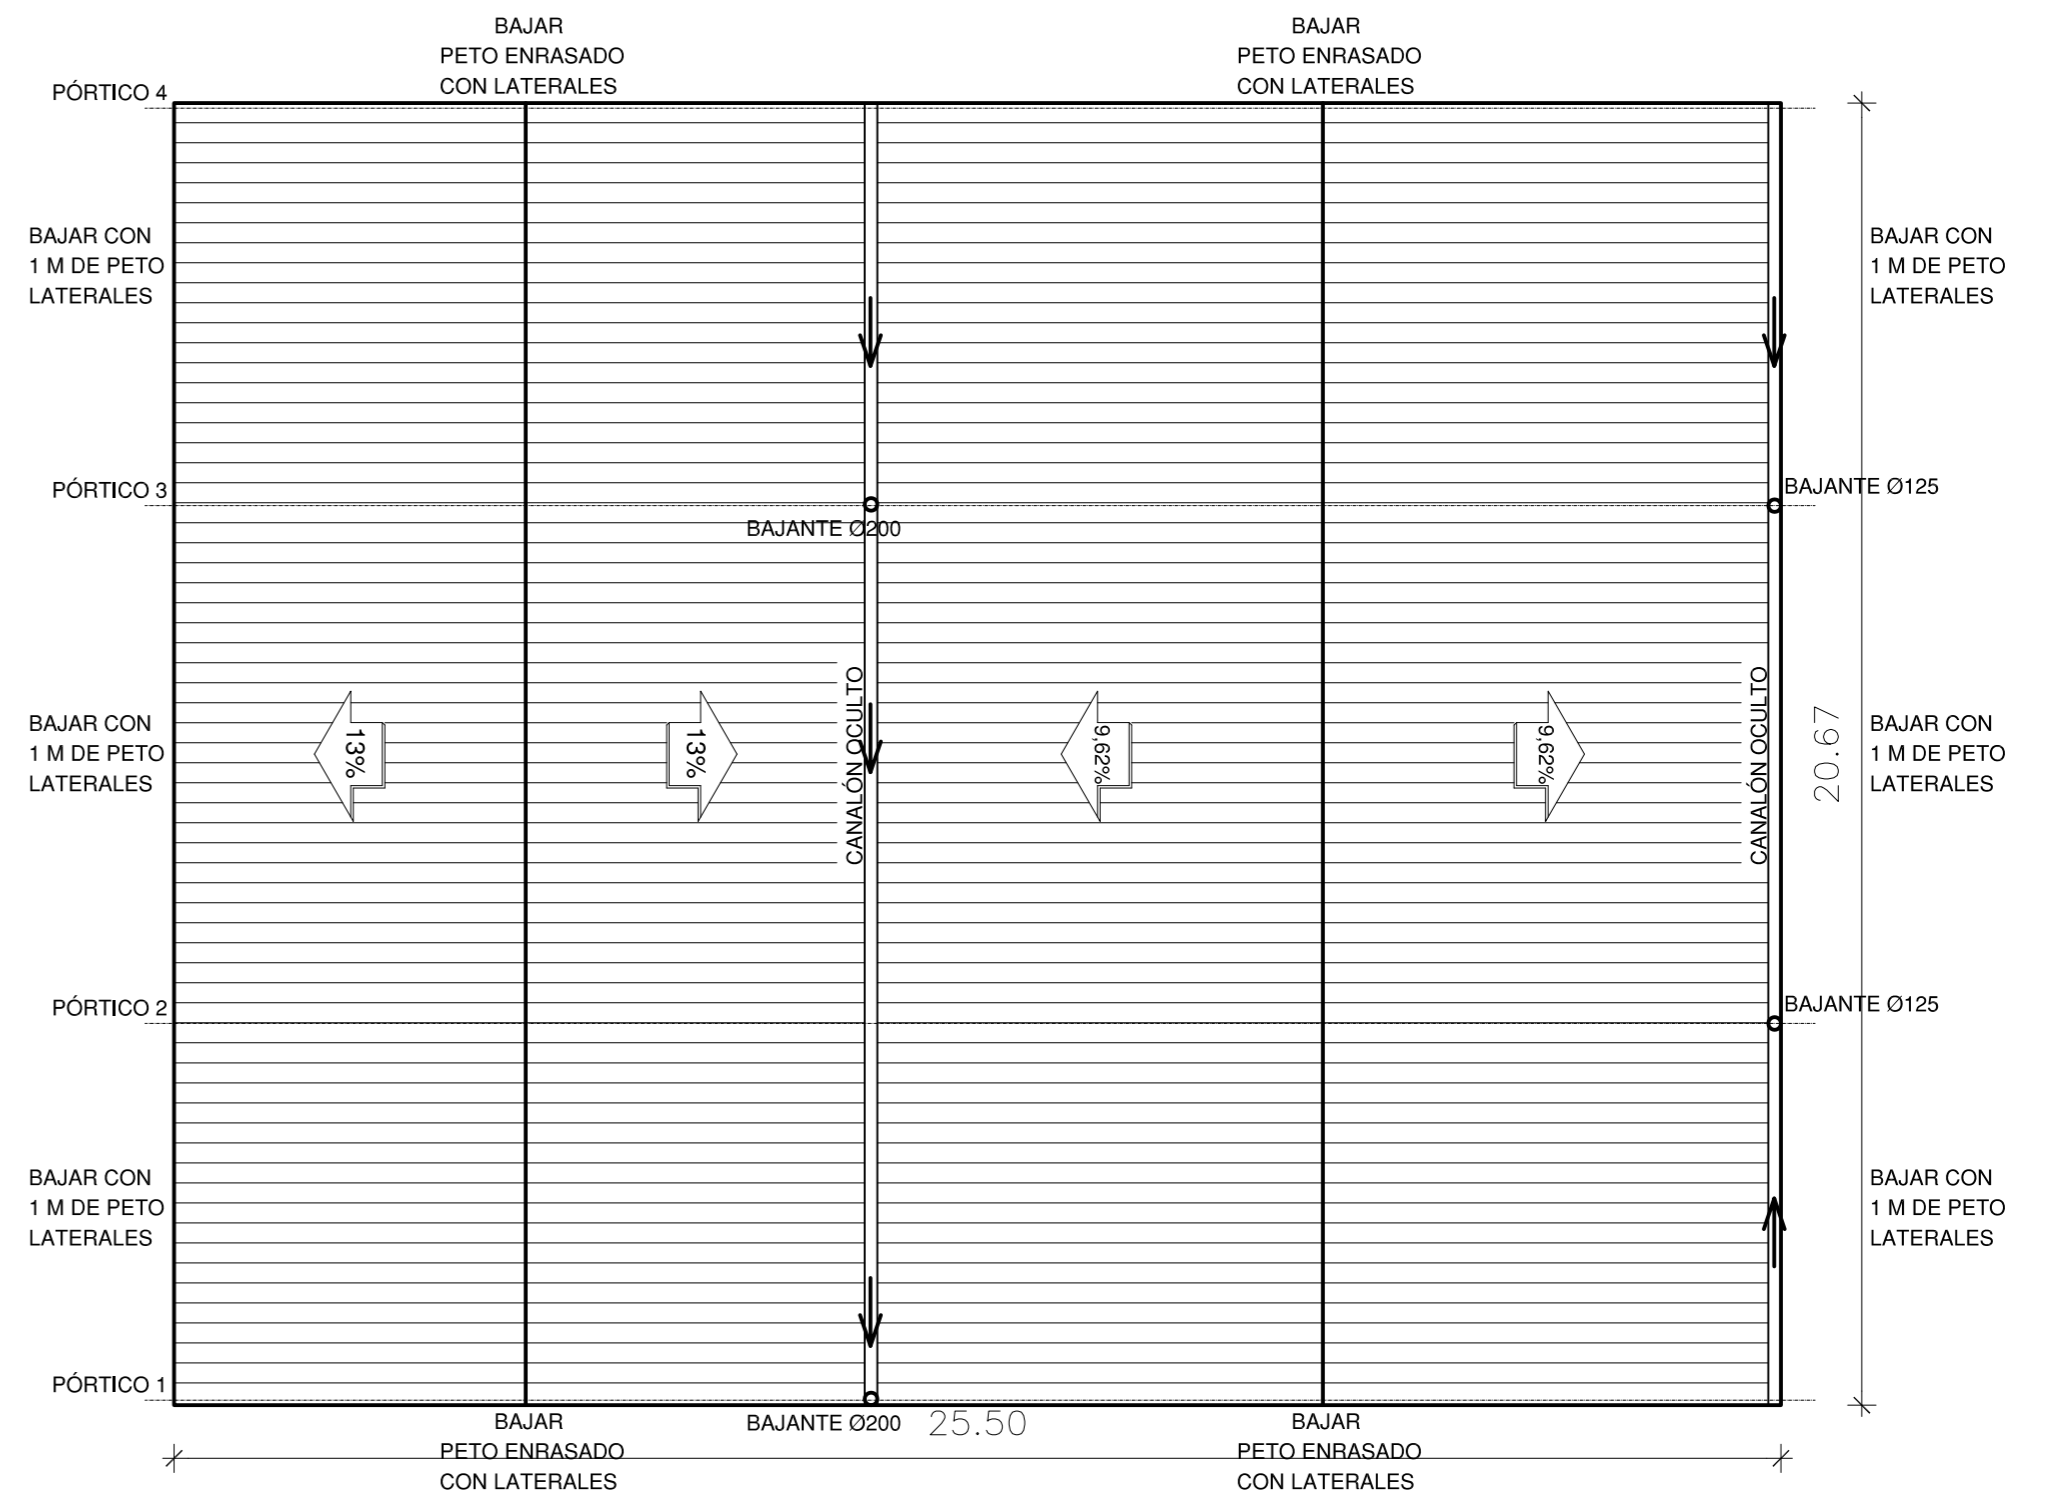 BAJAR
PETO ENRASADO
CON LATERALES
BAJAR
PETO ENRASADO
CON LATERALES
PÓRTICO 4
BAJAR CON
1 M DE PETO
LATERALES
BAJAR CON
1 M DE PETO
LATERALES
PÓRTICO 3
BAJANTE Ø125
BAJANTE Ø200
BAJAR CON
1 M DE PETO
LATERALES
13%
13%
CANALÓN OCULTO
9,62%
9,62%
CANALÓN OCULTO
20.67
BAJAR CON
1 M DE PETO
LATERALES
PÓRTICO 2
BAJANTE Ø125
BAJAR CON
1 M DE PETO
LATERALES
BAJAR CON
1 M DE PETO
LATERALES
PÓRTICO 1
BAJAR
PETO ENRASADO
CON LATERALES
BAJANTE Ø200
25.50
BAJAR
PETO ENRASADO
CON LATERALES